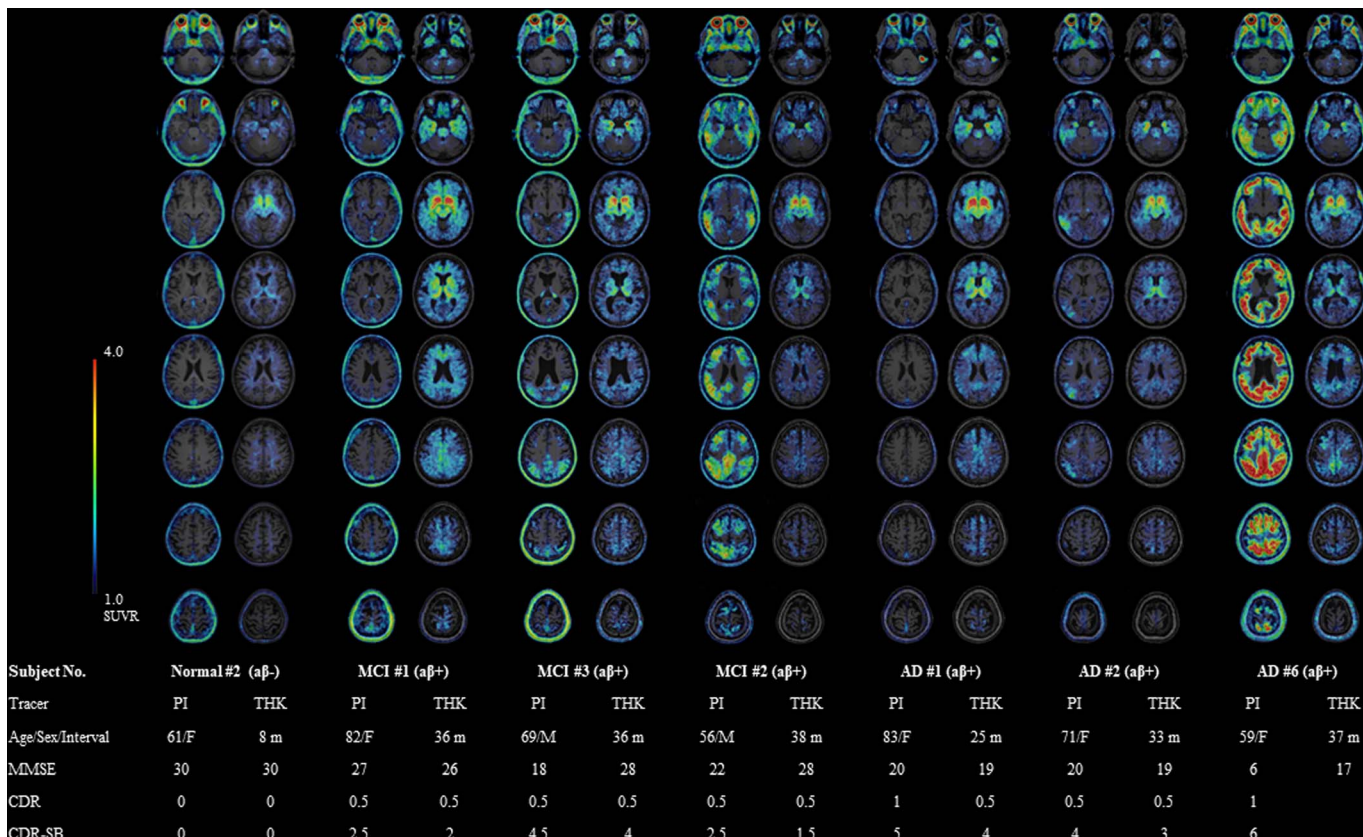 4.0
1.0
SUVR
Subject No. Normal #2 (aβ-) MCI #1 (aβ+) MCI #3 (aβ+) MCI #2 (aβ+) AD #1 (aβ+) AD #2 (aβ+) AD #6 (aβ+)
Tracer PI THK PI THK PI THK PI THK PI THK PI THK PI THK
Age/Sex/Interval 61/F 8 m 82/F 36 m 69/M 36 m 56/M 38 m 83/F 25 m 71/F 33 m 59/F 37 m
MMSE 30 30 27 26 18 28 22 28 20 19 20 19 6 17
CDR 0 0 0.5 0.5 0.5 0.5 0.5 0.5 1 0.5 0.5 0.5 1
CDR-SB 0 0 2.5 2 4.5 4 2.5 1.5 5 4 4 3 6